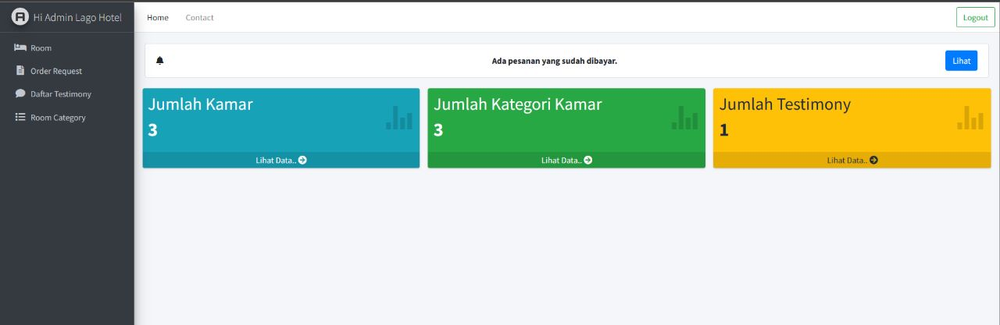 Hi Admin Lago Hotel
Home
Contact
Logout
Room
Order Request
Daftar Testimony
Room Category
Ada pesanan yang sudah dibayar.
Lihat
Jumlah Kamar
3
Lihat Data..
Jumlah Kategori Kamar
3
Lihat Data..
Jumlah Testimony
1
Lihat Data..